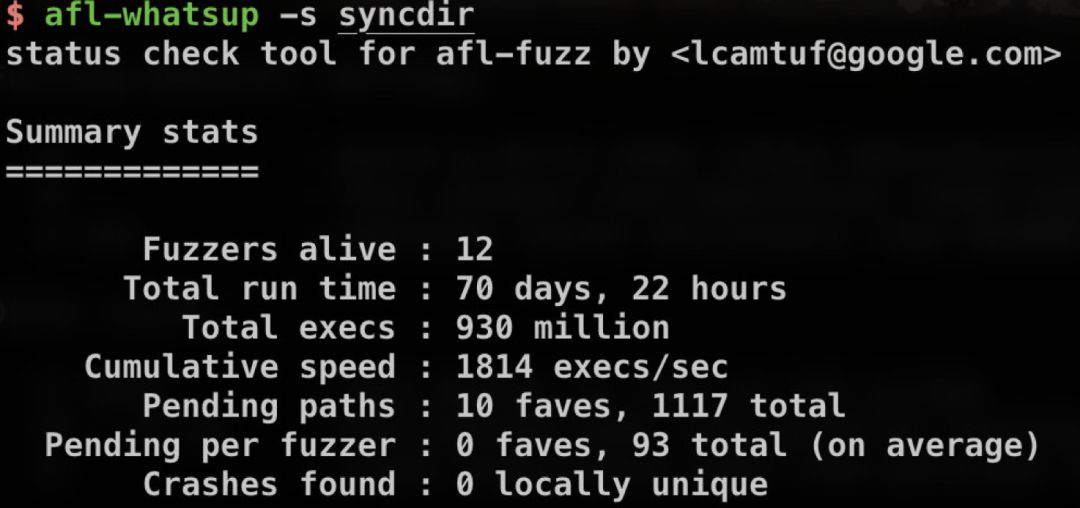 $ afl-whatsup -s syncdir
status check tool for afl-fuzz by <lcamtuf@google.com>
Summary stats
=============
Fuzzers alive : 12
Total run time : 70 days, 22 hours
Total execs : 930 million
Cumulative speed : 1814 execs/sec
Pending paths : 10 faves, 1117 total
Pending per fuzzer : 0 faves, 93 total (on average)
Crashes found : 0 locally unique